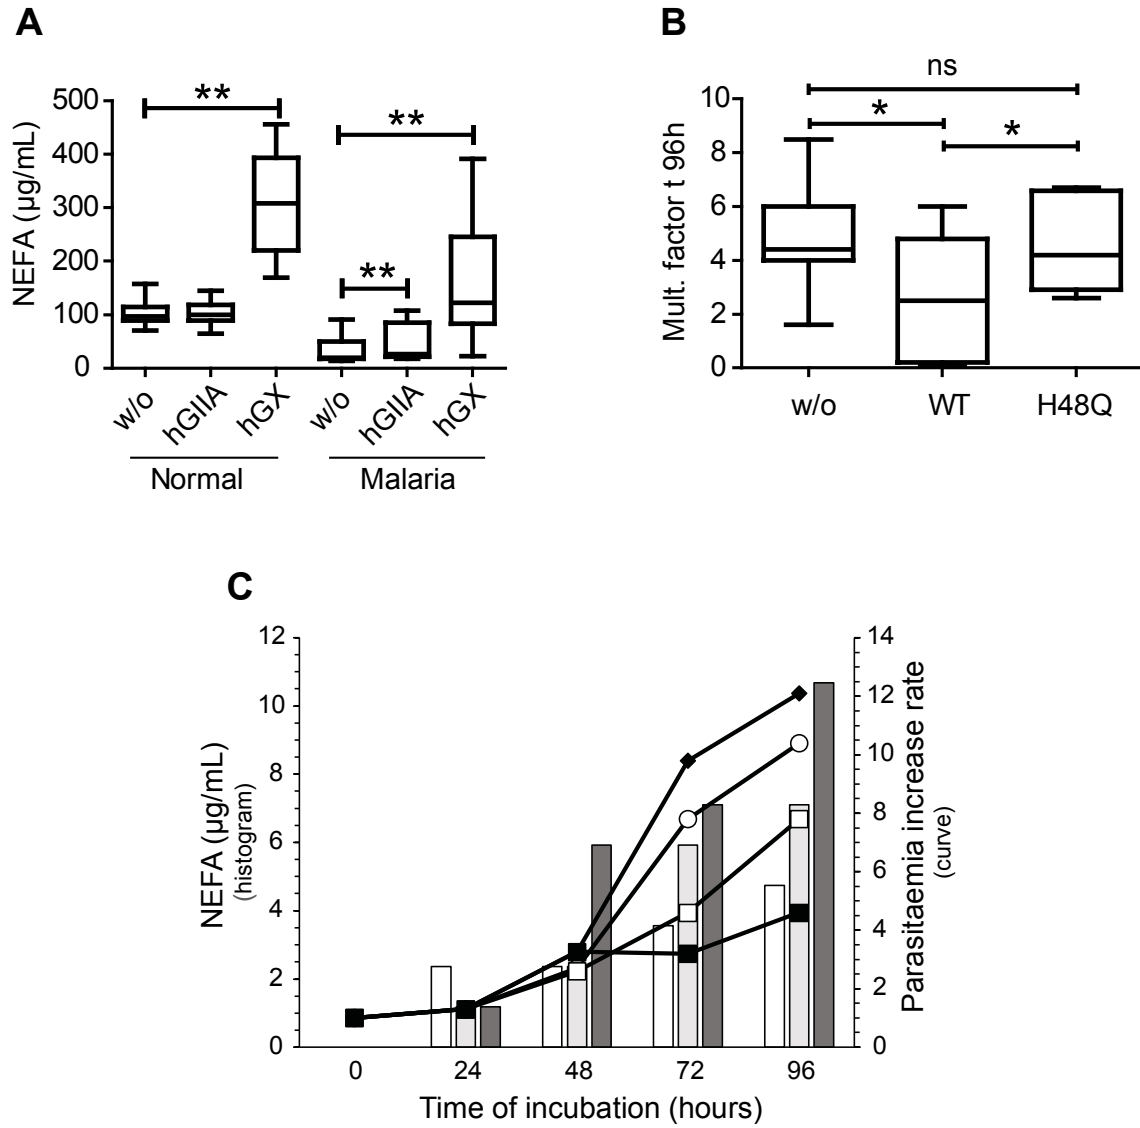 A
NEFA (µg/mL)
500
400
300
200
100
0
**
**
**
w/o
hGIIA
hGX
w/o
hGIIA
hGX
Normal
Malaria
B
Mult. factor t 96h
10
8
6
4
2
0
ns
*
*
w/o
WT
H48Q
C
NEFA (µg/mL)
(histogram)
12
10
8
6
4
2
0
14
12
10
8
6
4
2
0
Parasitaemia increase rate
(curve)
0
24
48
72
96
Time of incubation (hours)